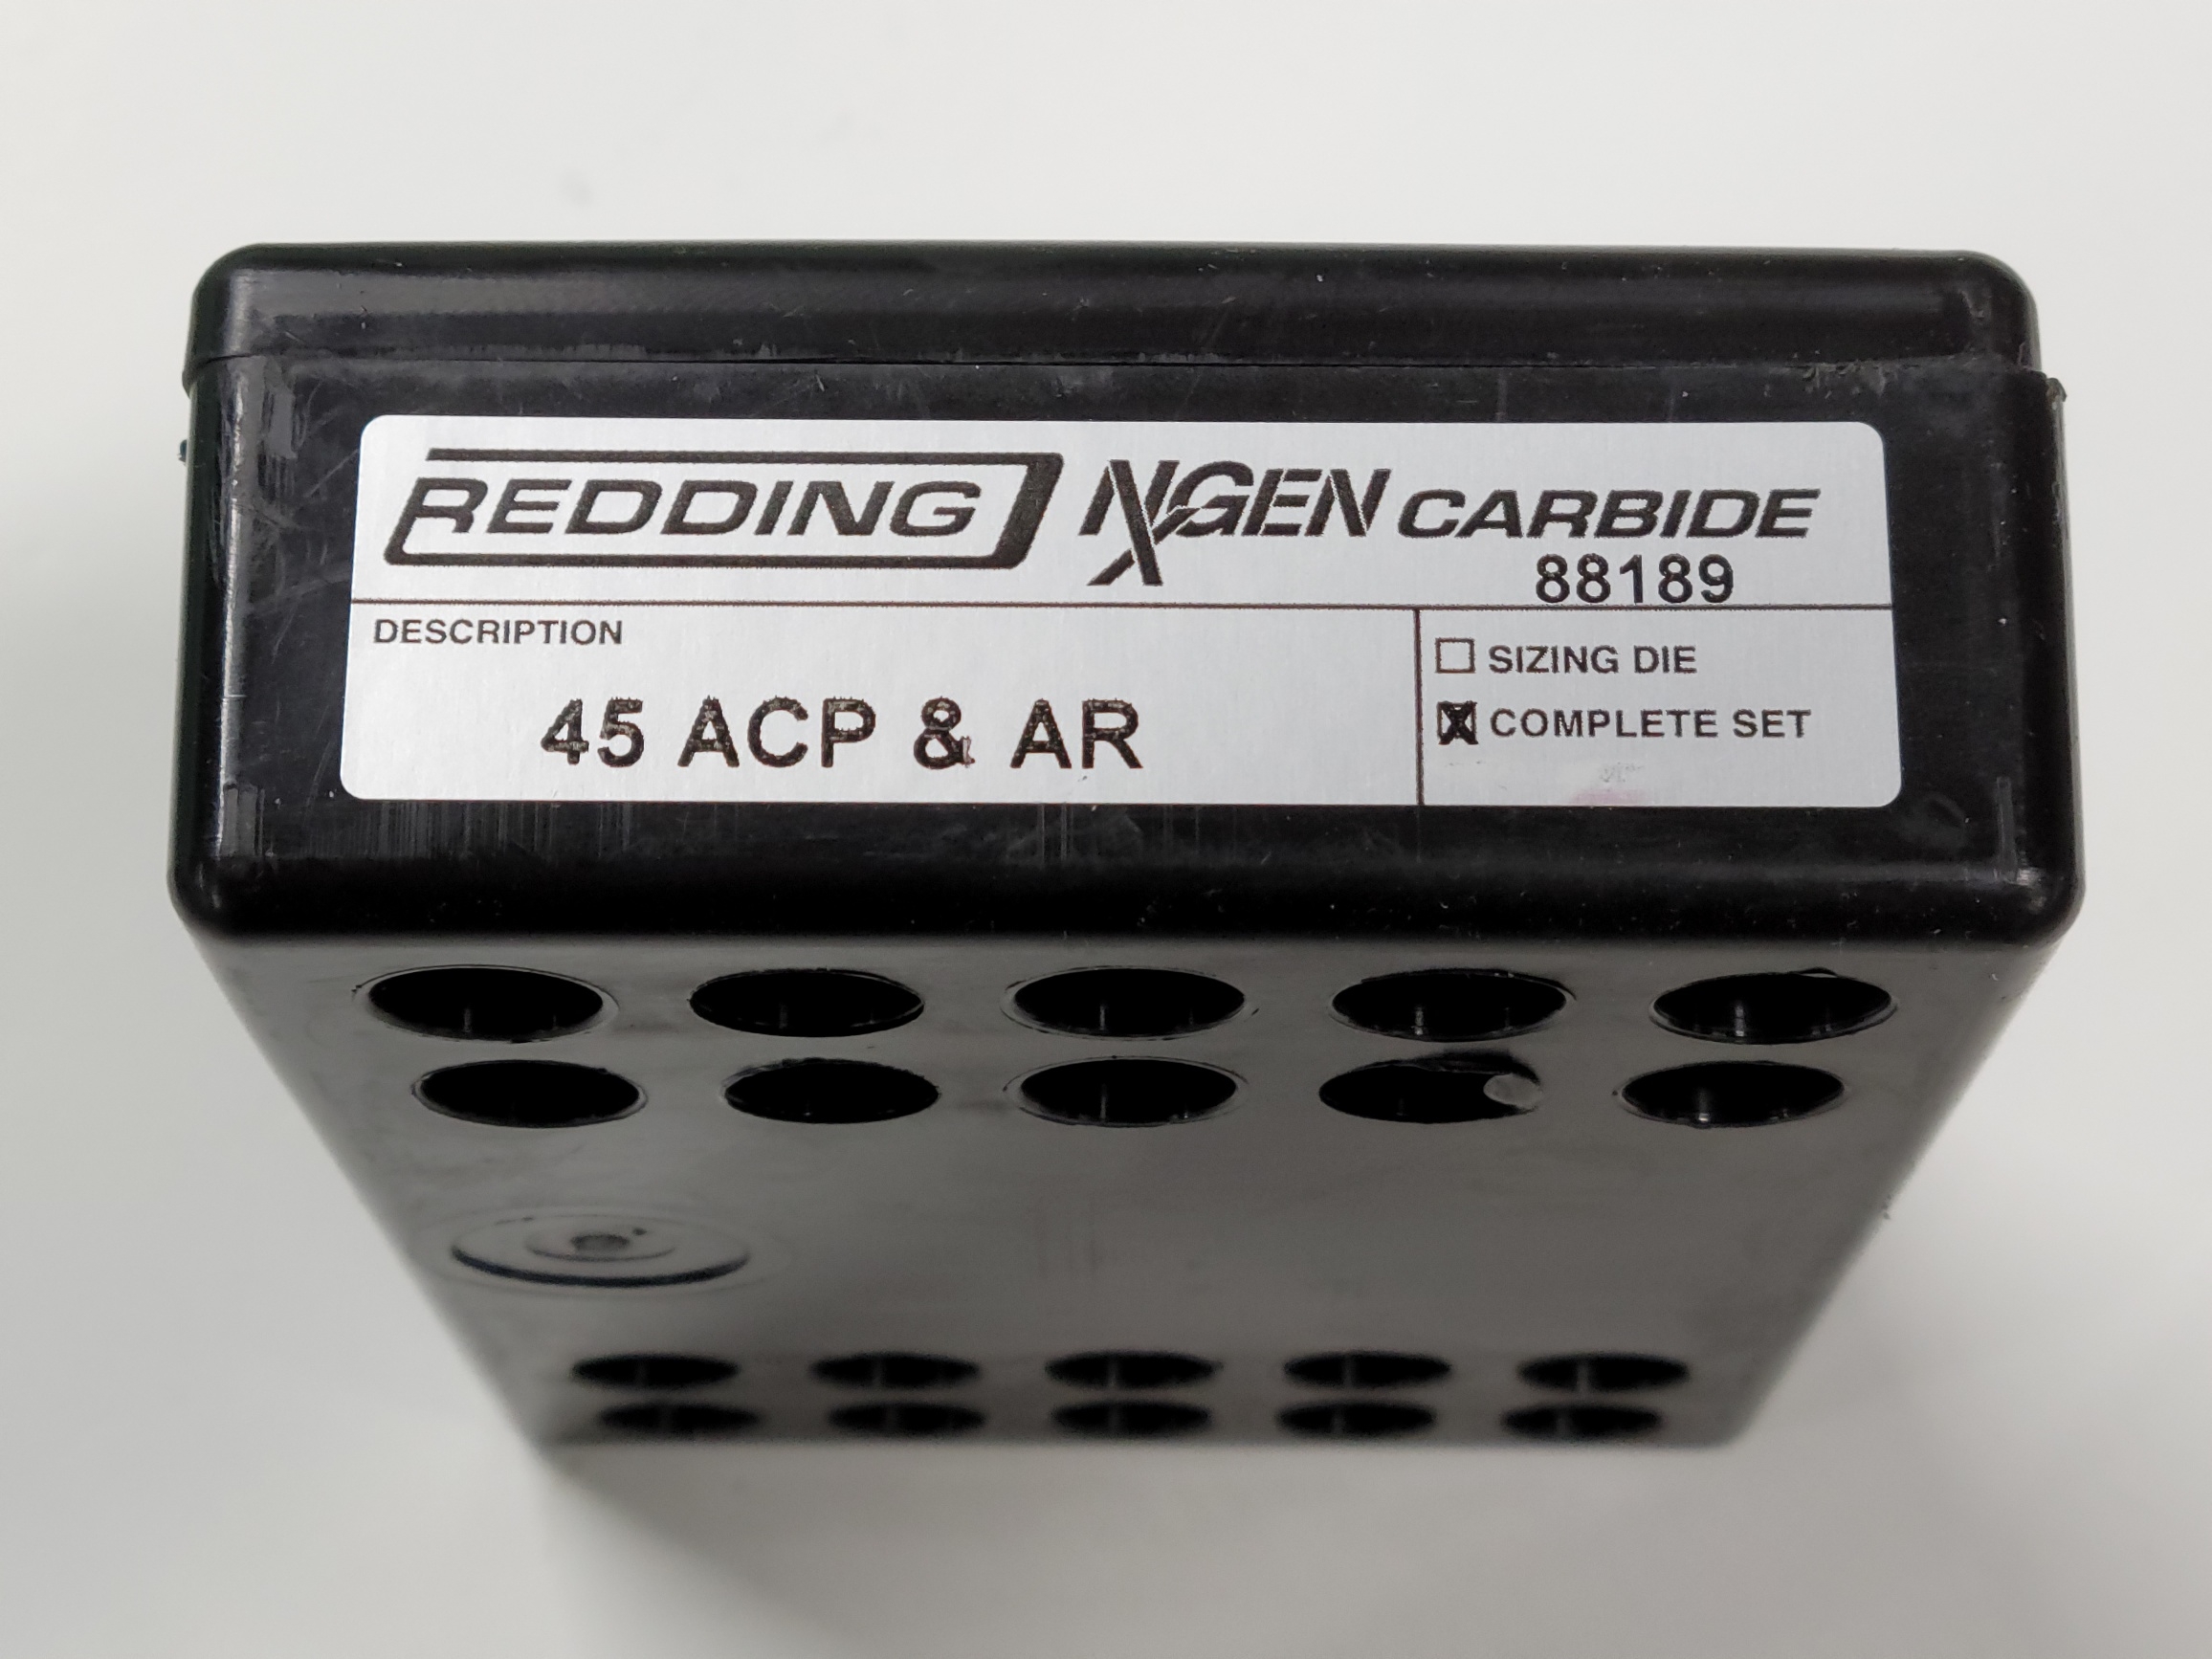 REDDING NXGEN CARBIDE
88189
DESCRIPTION
45 ACP & AR
SIZING DIE
COMPLETE SET